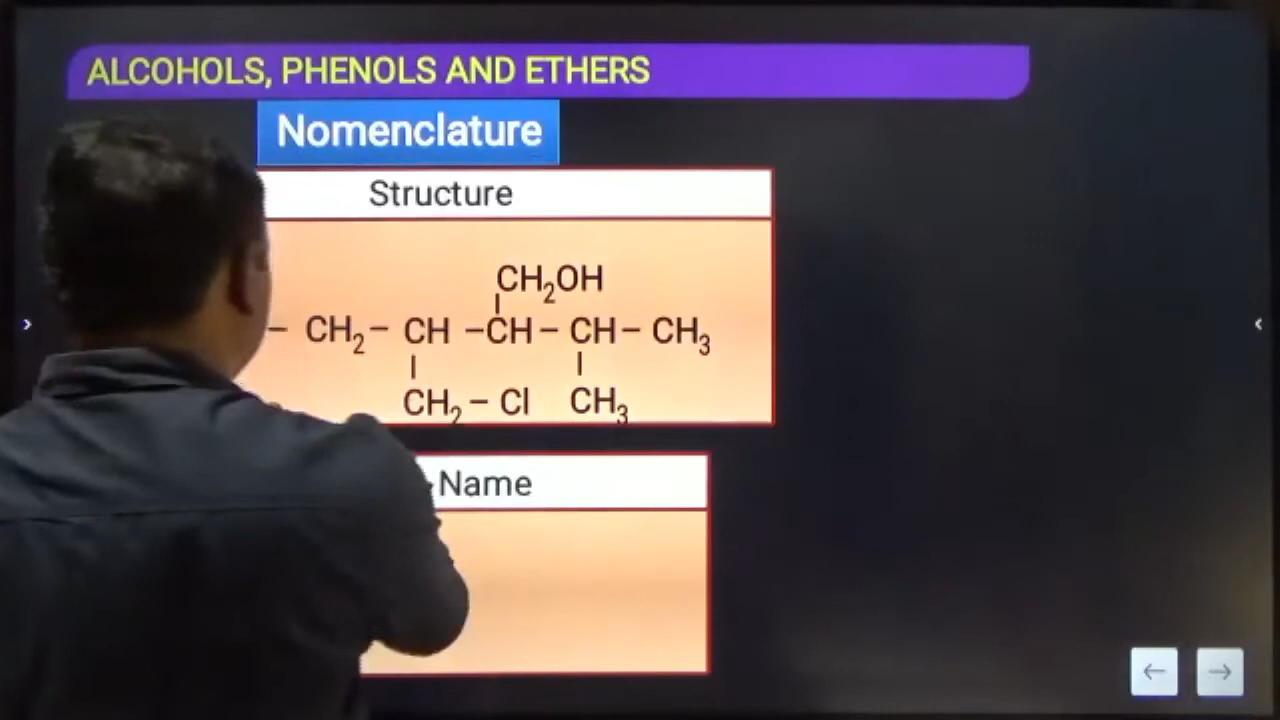 ALCOHOLS, PHENOLS AND ETHERS
Nomenclature
Structure
CH₂OH
– CH₂ – CH – CH – CH – CH₃
CH₂ – Cl CH₃
Name